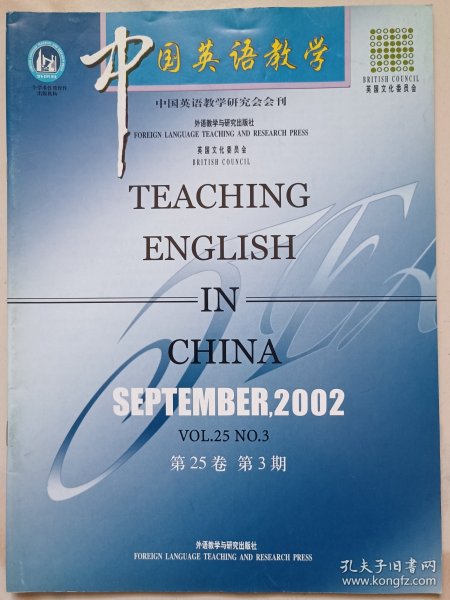 中国英语教学
BRITISH COUNCIL
英国文化委员会
中国英语教学研究会会刊
外语教学与研究出版社
FOREIGN LANGUAGE TEACHING AND RESEARCH PRESS
英国文化委员会
BRITISH COUNCIL
TEACHING
ENGLISH
IN
CHINA
SEPTEMBER,2002
VOL.25 NO.3
第25卷 第3期
外语教学与研究出版社
FOREIGN LANGUAGE TEACHING AND RESEARCH PRESS
孔夫子旧书网
www.kongfz.com